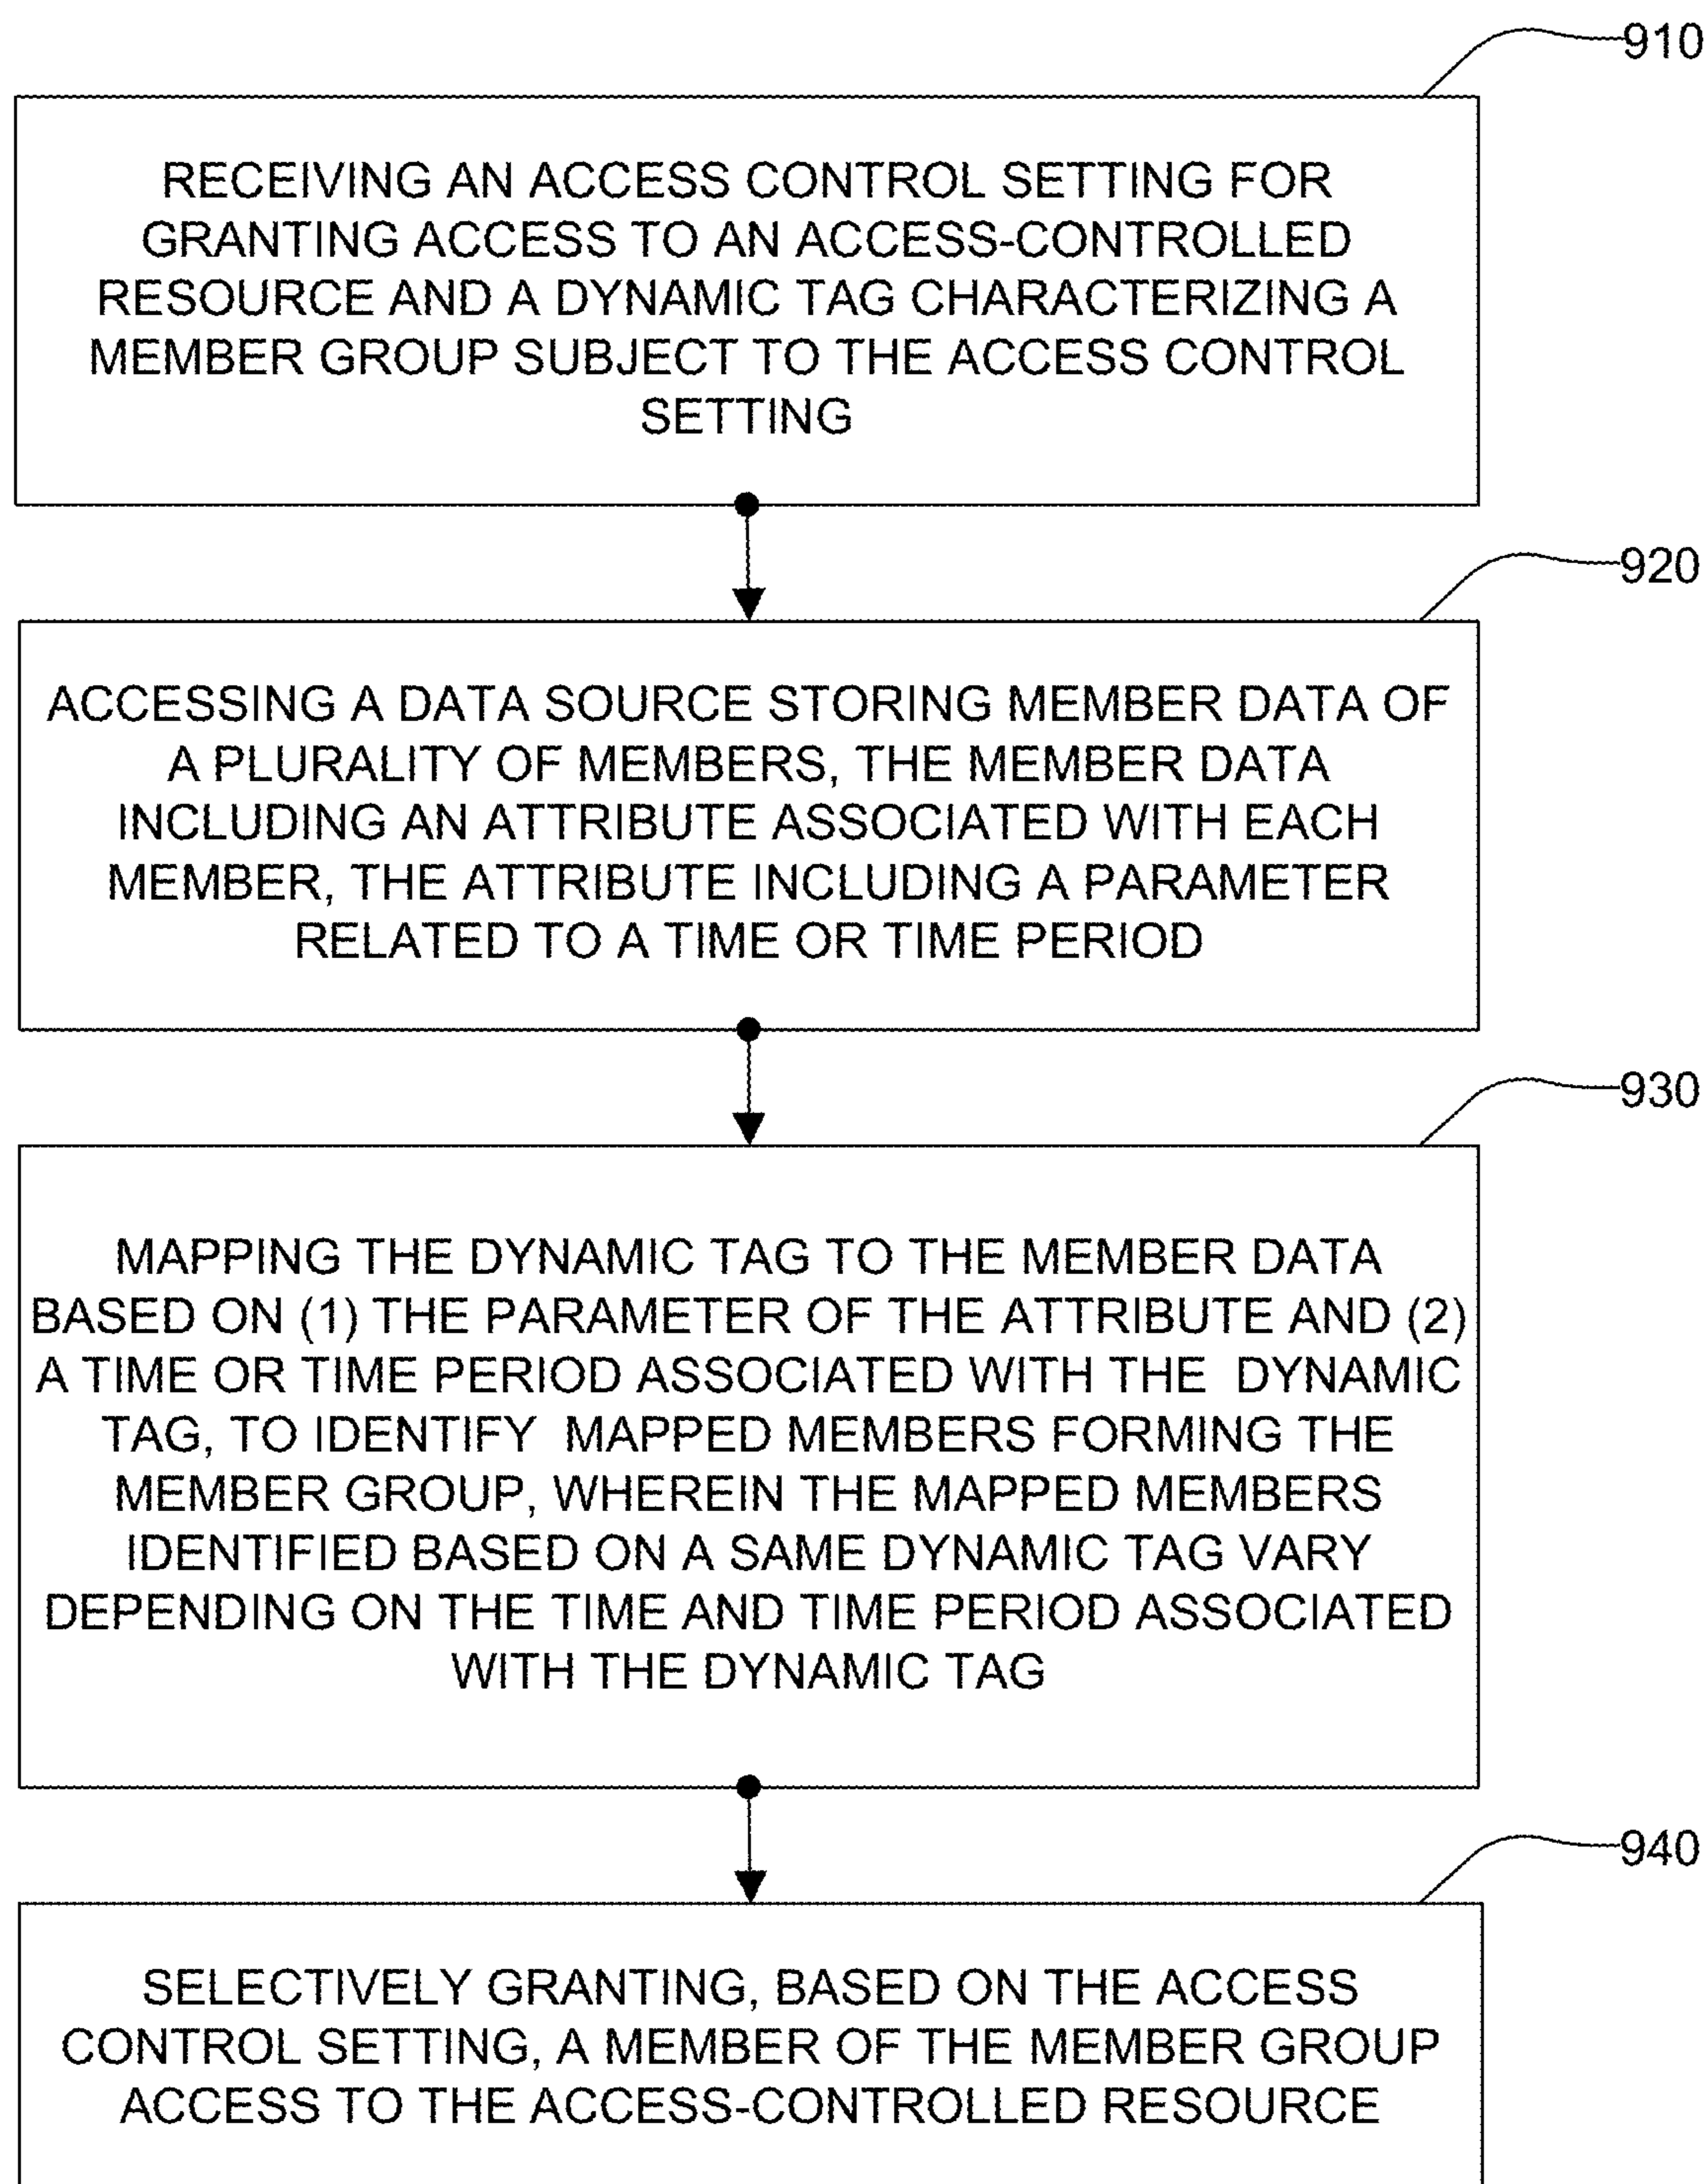 910
RECEIVING AN ACCESS CONTROL SETTING FOR
GRANTING ACCESS TO AN ACCESS-CONTROLLED
RESOURCE AND A DYNAMIC TAG CHARACTERIZING A
MEMBER GROUP SUBJECT TO THE ACCESS CONTROL
SETTING
920
ACCESSING A DATA SOURCE STORING MEMBER DATA OF
A PLURALITY OF MEMBERS, THE MEMBER DATA
INCLUDING AN ATTRIBUTE ASSOCIATED WITH EACH
MEMBER, THE ATTRIBUTE INCLUDING A PARAMETER
RELATED TO A TIME OR TIME PERIOD
930
MAPPING THE DYNAMIC TAG TO THE MEMBER DATA
BASED ON (1) THE PARAMETER OF THE ATTRIBUTE AND (2)
A TIME OR TIME PERIOD ASSOCIATED WITH THE DYNAMIC
TAG, TO IDENTIFY MAPPED MEMBERS FORMING THE
MEMBER GROUP, WHEREIN THE MAPPED MEMBERS
IDENTIFIED BASED ON A SAME DYNAMIC TAG VARY
DEPENDING ON THE TIME AND TIME PERIOD ASSOCIATED
WITH THE DYNAMIC TAG
940
SELECTIVELY GRANTING, BASED ON THE ACCESS
CONTROL SETTING, A MEMBER OF THE MEMBER GROUP
ACCESS TO THE ACCESS-CONTROLLED RESOURCE